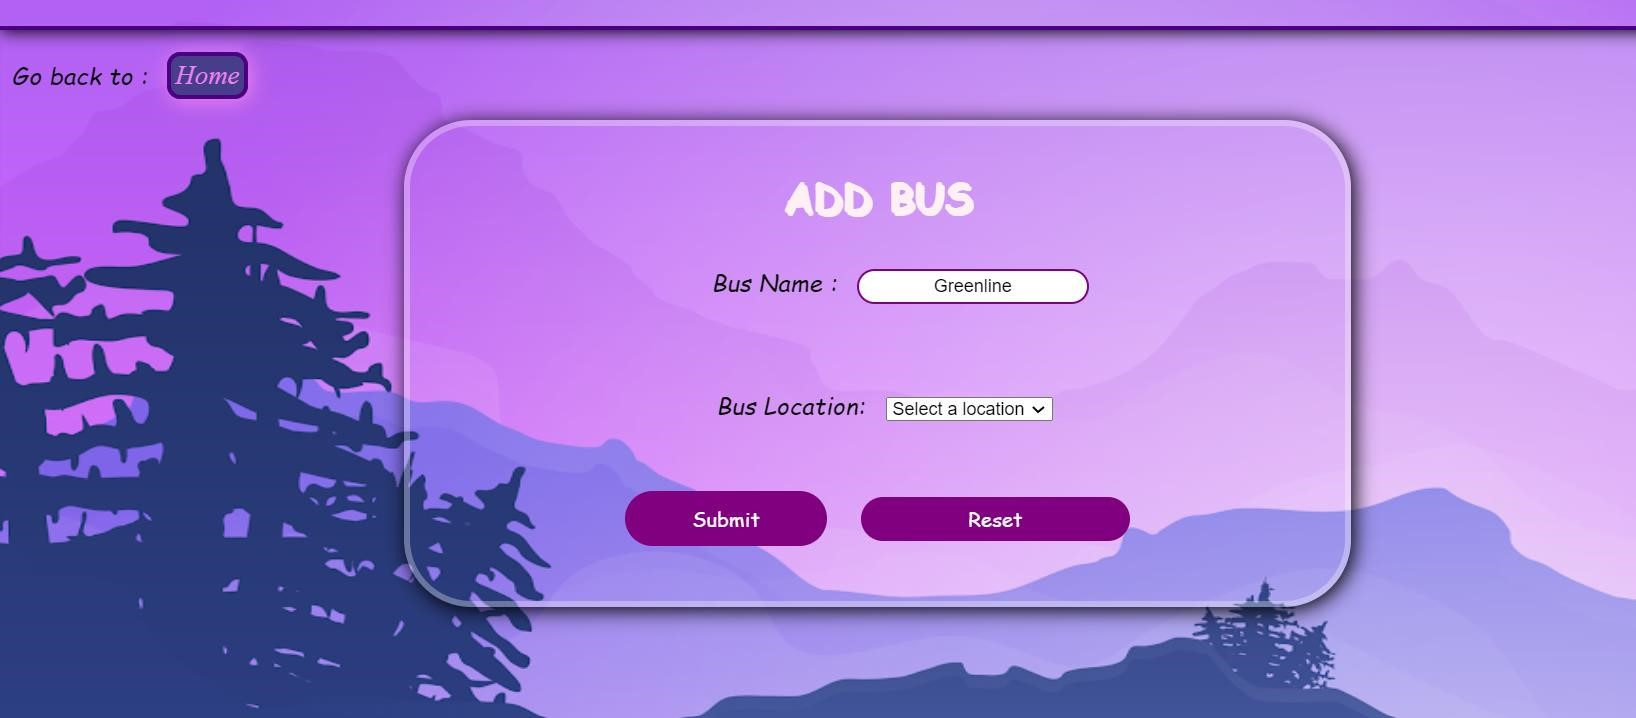 Go back to : Home
ADD BUS
Bus Name : Greenline
Bus Location: Select a location
Submit Reset